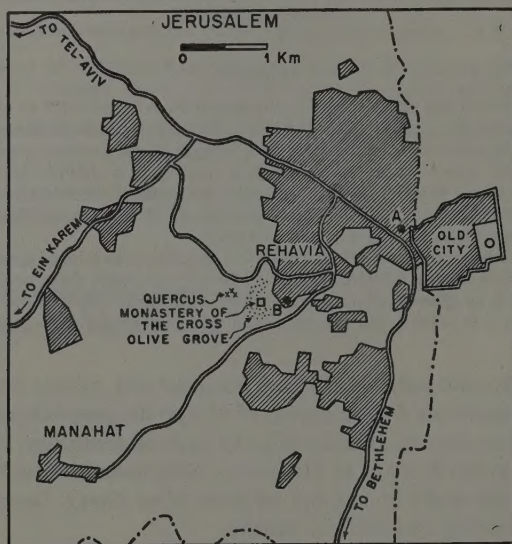 JERUSALEM
0 1 Km
TO TEL-AVIV
A
OLD
CITY
REHAVIA
TO EIN KAREM
QUERCUS
MONASTERY OF
THE CROSS
OLIVE GROVE
B
MANAHAT
TO BETHLEHEM